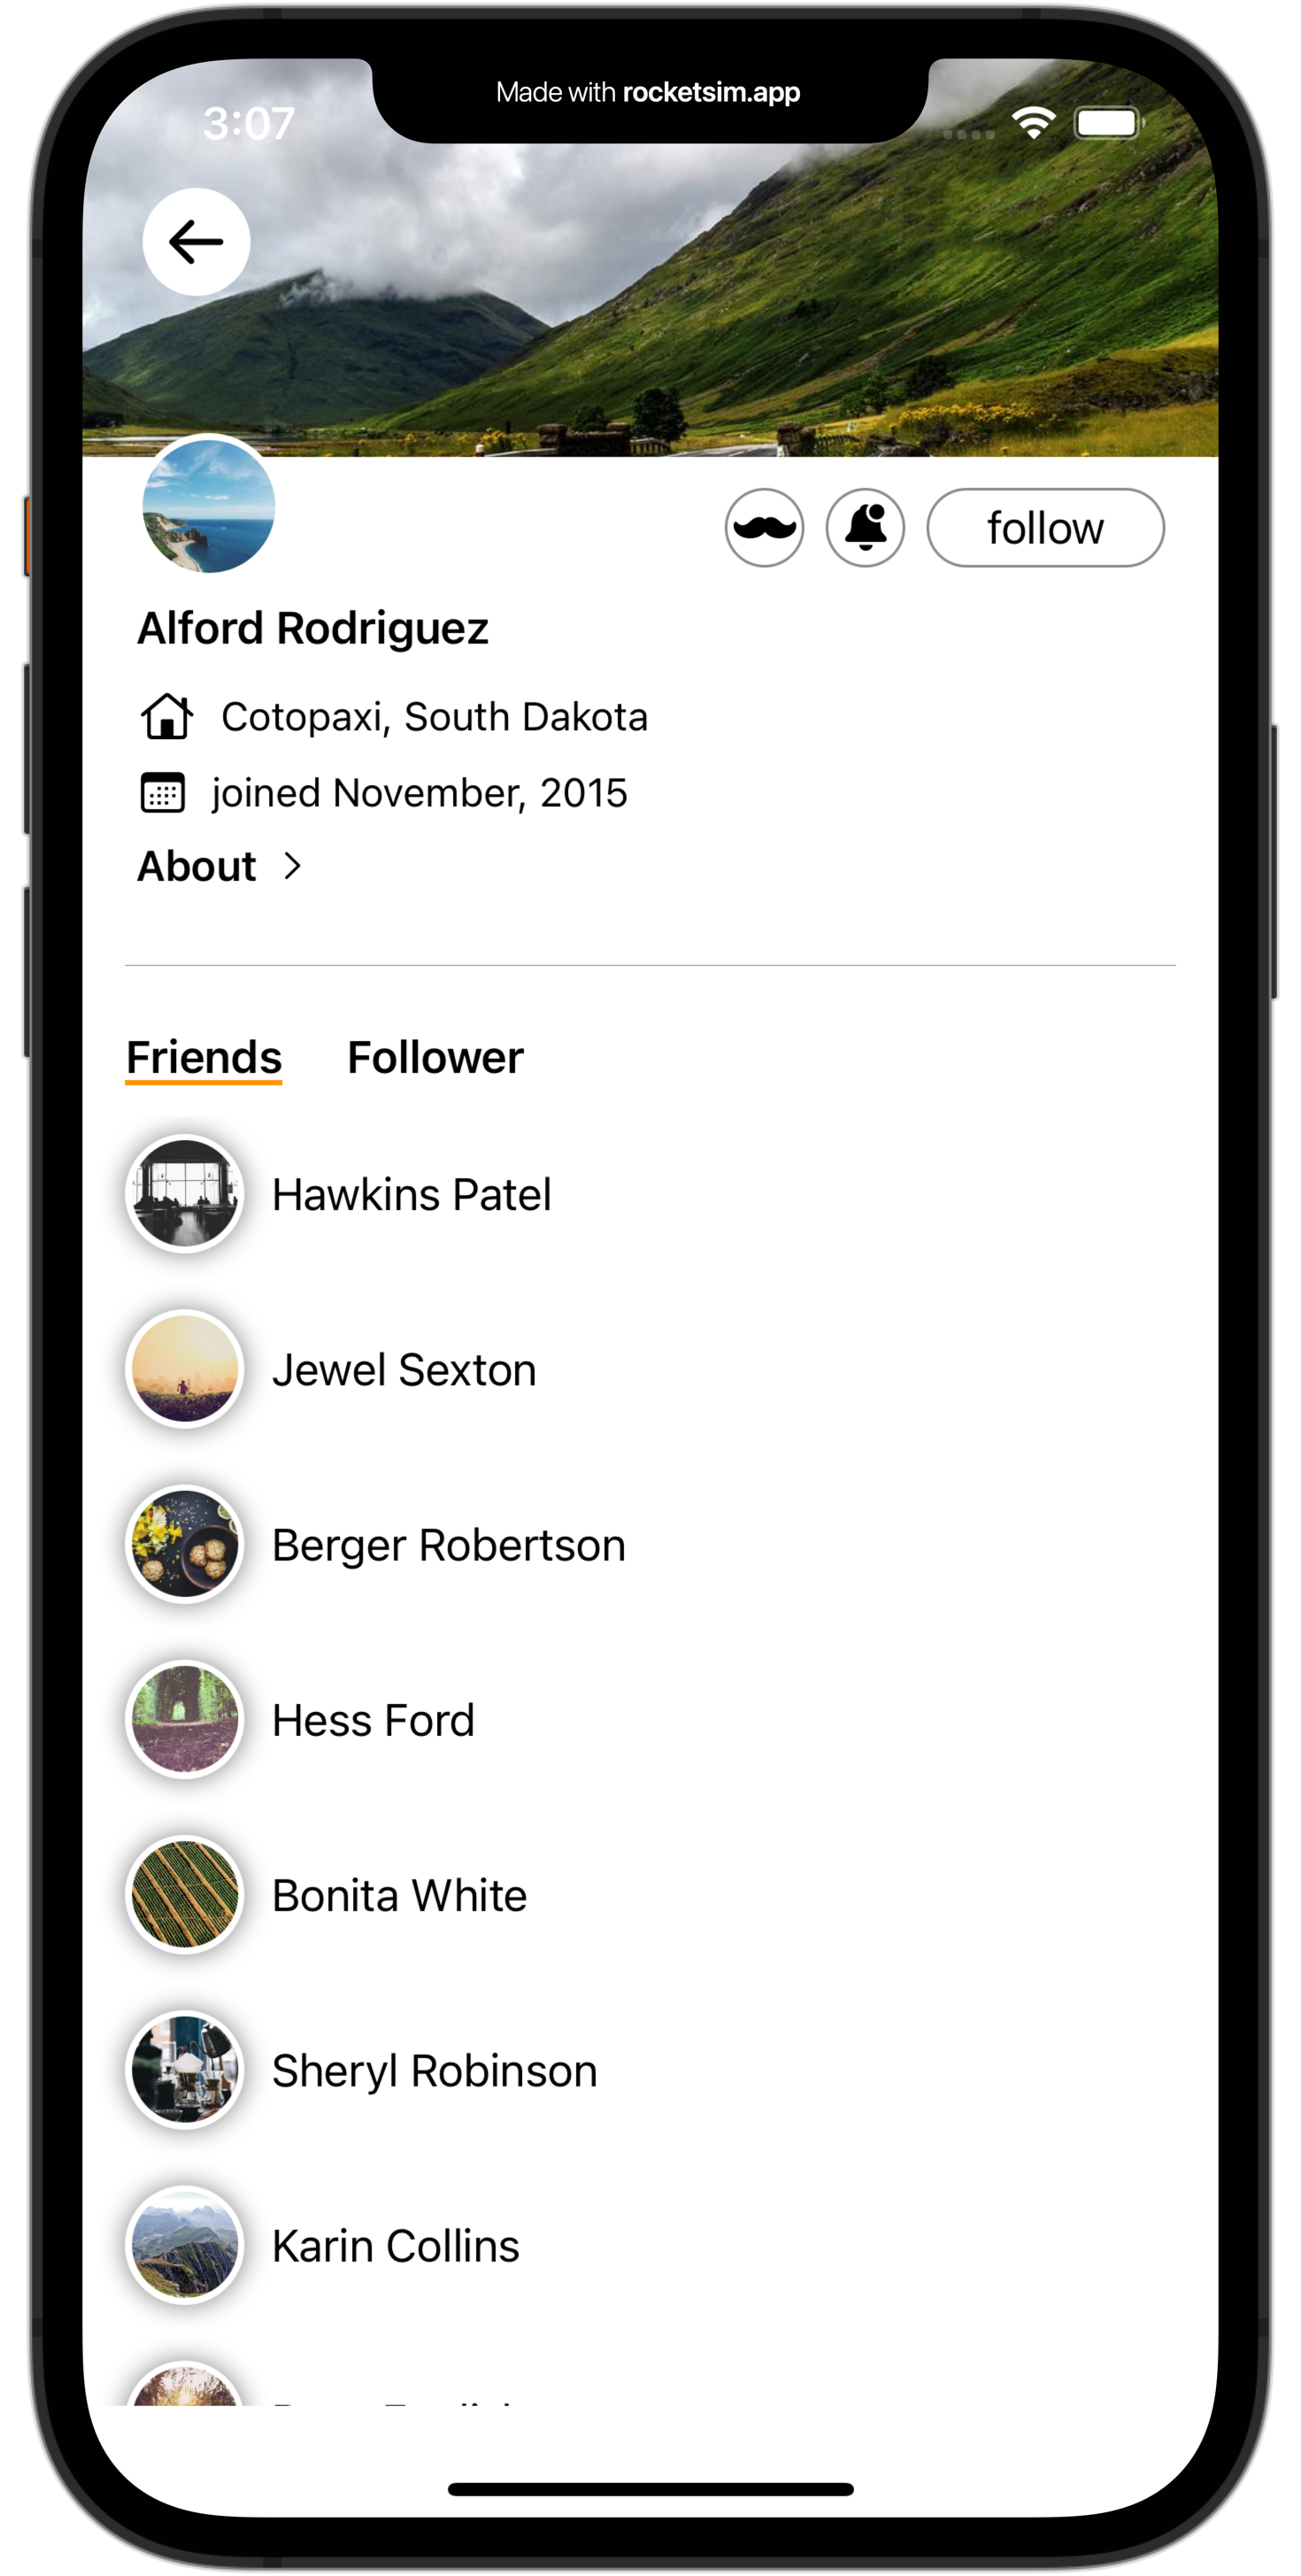 Made with rocketsim.app
3:07
follow
Alford Rodriguez
Cotopaxi, South Dakota
joined November, 2015
About
Friends Follower
Hawkins Patel
Jewel Sexton
Berger Robertson
Hess Ford
Bonita White
Sheryl Robinson
Karin Collins